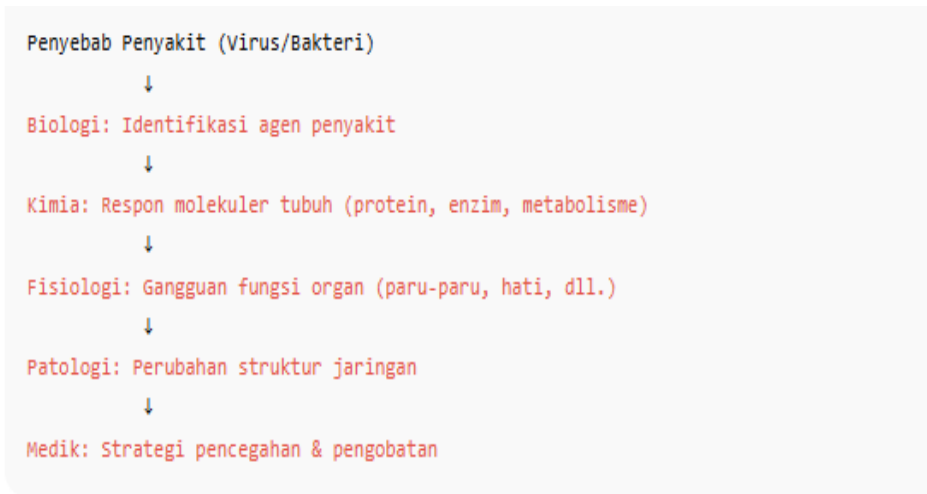 Penyebab Penyakit (Virus/Bakteri)
↓
Biologi: Identifikasi agen penyakit
↓
Kimia: Respon molekuler tubuh (protein, enzim, metabolisme)
↓
Fisiologi: Gangguan fungsi organ (paru-paru, hati, dll.)
↓
Patologi: Perubahan struktur jaringan
↓
Medik: Strategi pencegahan & pengobatan